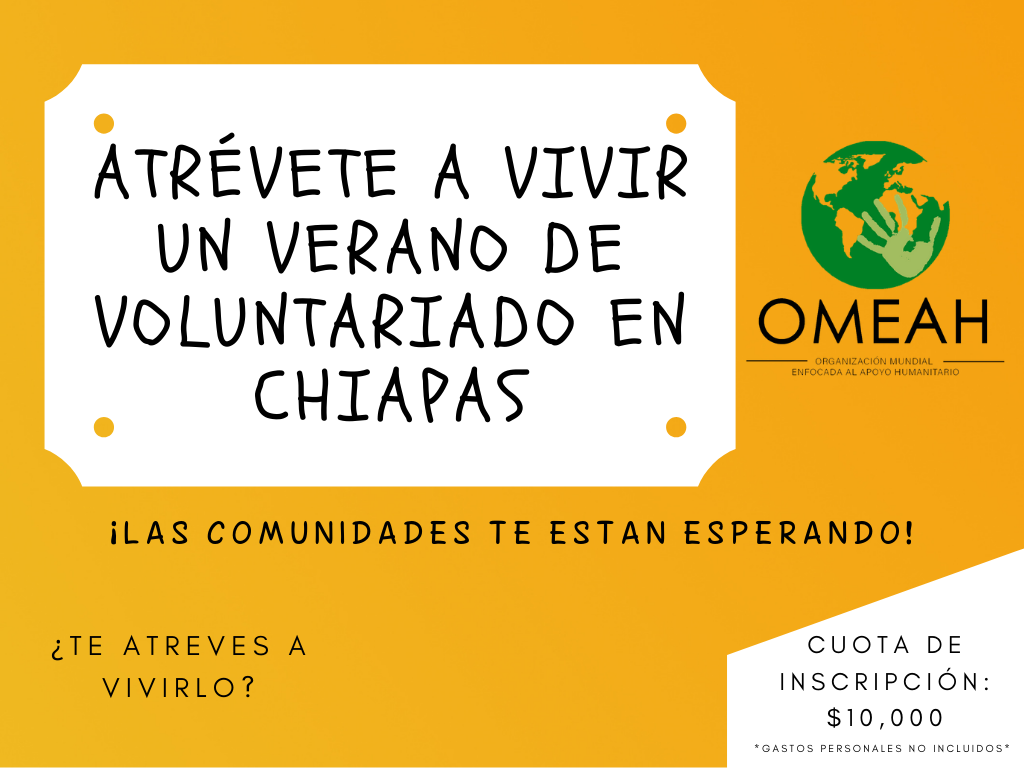 ATRÉVETE A VIVIR
UN VERANO DE
VOLUNTARIADO EN
CHIAPAS
OMEAH
ORGANIZACIÓN MUNDIAL
ENFOCADA AL APOYO HUMANITARIO
¡LAS COMUNIDADES TE ESTAN ESPERANDO!
¿TE ATREVES A
VIVIRLO?
CUOTA DE
INSCRIPCIÓN:
$10,000
*GASTOS PERSONALES NO INCLUIDOS*